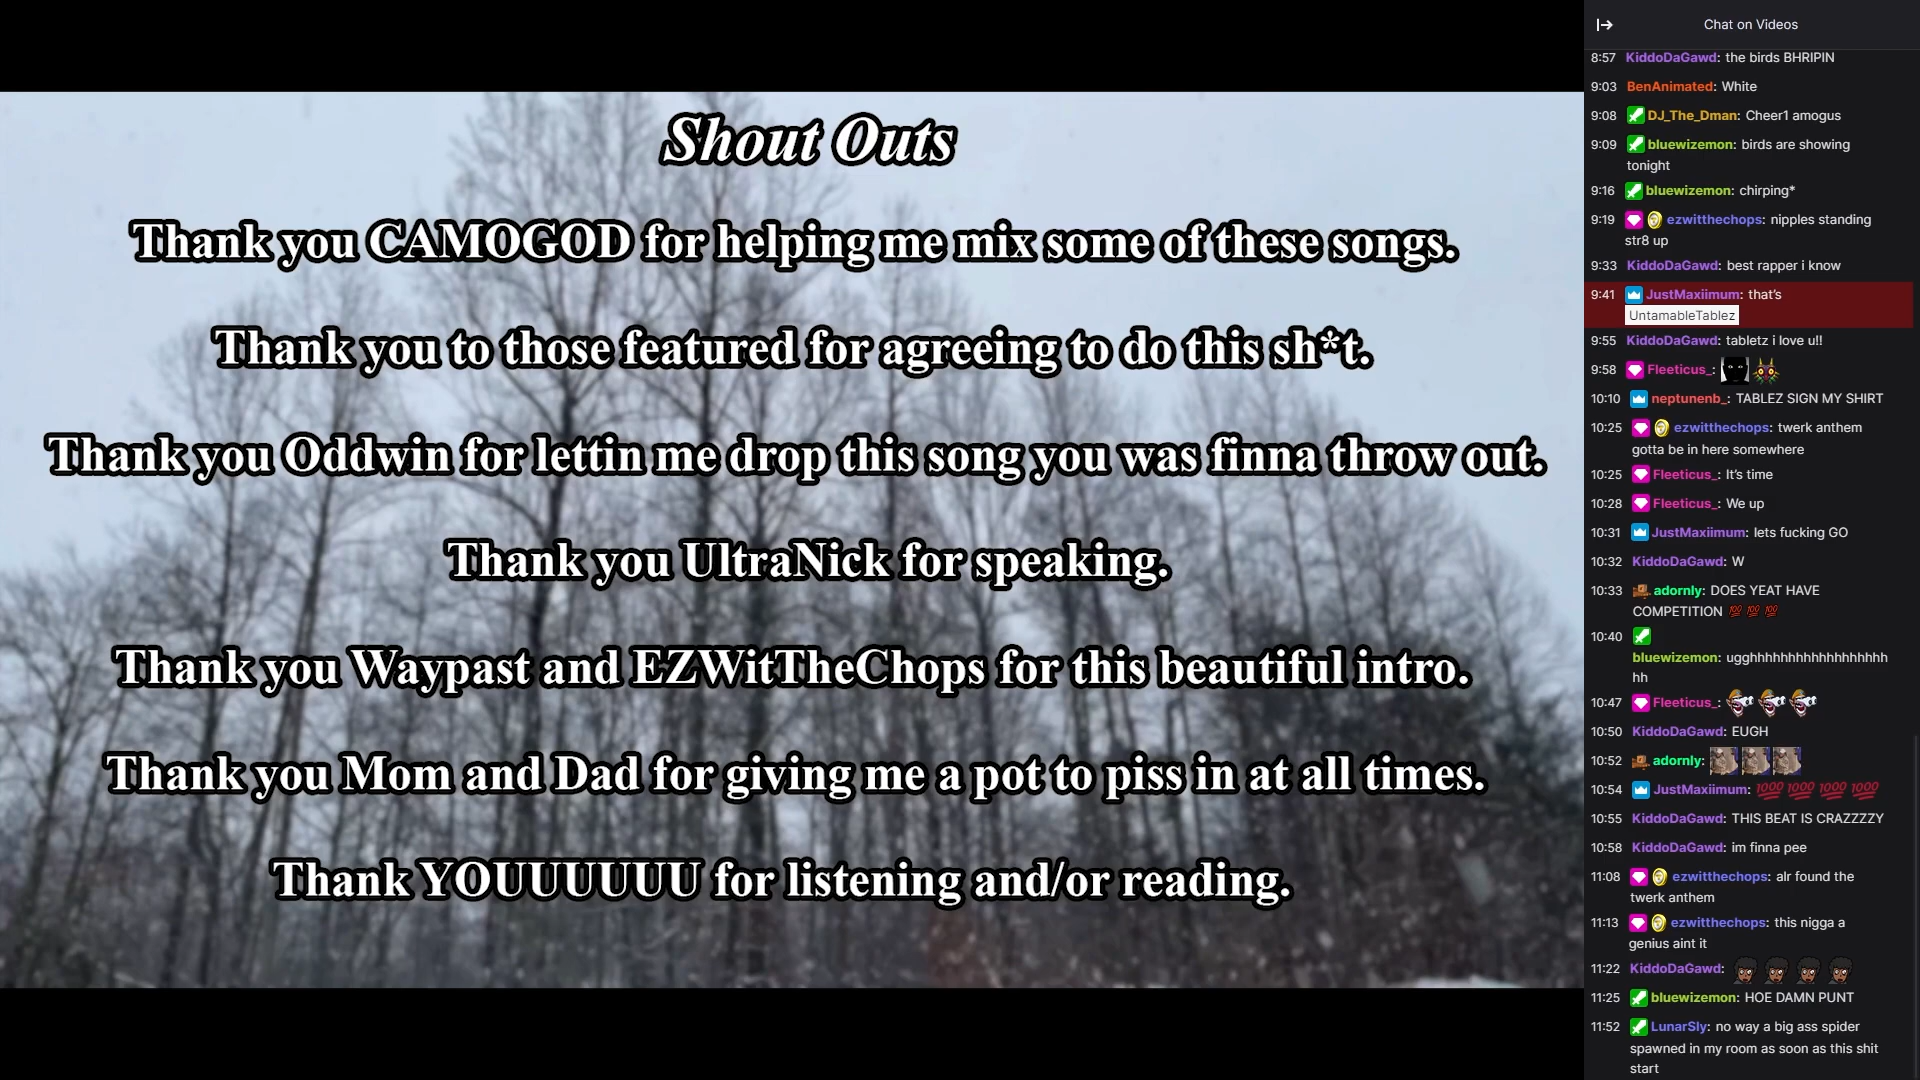 Shout Outs
Thank you CAMOGOD for helping me mix some of these songs.
Thank you to those featured for agreeing to do this sh*t.
Thank you Oddwin for lettin me drop this song you was finna throw out.
Thank you UltraNick for speaking.
Thank you Waypast and EZWitTheChops for this beautiful intro.
Thank you Mom and Dad for giving me a pot to piss in at all times.
Thank YOUUUUUU for listening and/or reading.
Chat on Videos
8:57 KiddoDaGawd: the birds BHRIPIN
9:03 BenAnimated: White
9:08 DJ_The_Dman: Cheer1 amogus
9:09 bluewizemon: birds are showing
tonight
9:16 bluewizemon: chirping*
9:19 ezwitthechops: nipples standing
str8 up
9:33 KiddoDaGawd: best rapper i know
9:41 JustMaxiimum: that's
UntamableTablez
9:55 KiddoDaGawd: tabletz i love u!!
9:58 Fleeticus_:
10:10 neptunenb_: TABLEZ SIGN MY SHIRT
10:25 ezwitthechops: twerk anthem
gotta be in here somewhere
10:25 Fleeticus_: It's time
10:28 Fleeticus_: We up
10:31 JustMaxiimum: lets fucking GO
10:32 KiddoDaGawd: W
10:33 adornly: DOES YEAT HAVE
COMPETITION 100 100 100
10:40
bluewizemon: ugghhhhhhhhhhhhhhhhhh
hh
10:47 Fleeticus_:
10:50 KiddoDaGawd: EUGH
10:52 adornly:
10:54 JustMaxiimum: 1000 1000 1000 1000
10:55 KiddoDaGawd: THIS BEAT IS CRAZZZZY
10:58 KiddoDaGawd: im finna pee
11:08 ezwitthechops: alr found the
twerk anthem
11:13 ezwitthechops: this nigga a
genius aint it
11:22 KiddoDaGawd:
11:25 bluewizemon: HOE DAMN PUNT
11:52 LunarSly: no way a big ass spider
spawned in my room as soon as this shit
start